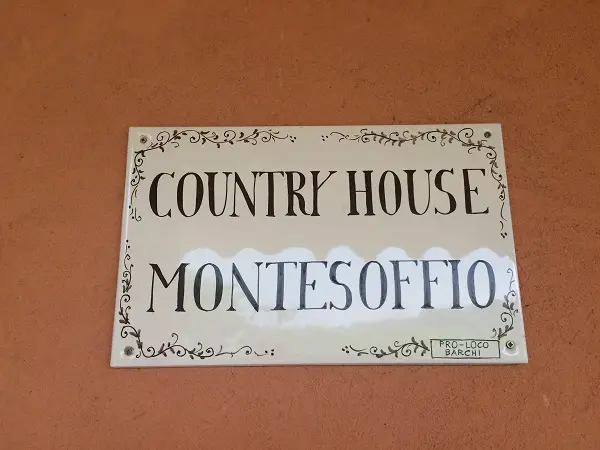 COUNTRY HOUSE
MONTESOFFIO
PRO-LOCO
BARCHI